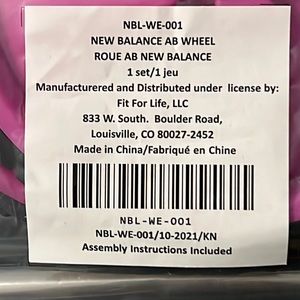 NBL-WE-001
NEW BALANCE AB WHEEL
ROUE AB NEW BALANCE
1 set/1 jeu
Manufacturered and Distributed under license by:
Fit For Life, LLC
833 W. South. Boulder Road,
Louisville, CO 80027-2452
Made in China/Fabriqué en Chine
NBL-WE-001
NBL-WE-001/10-2021/KN
Assembly Instructions Included